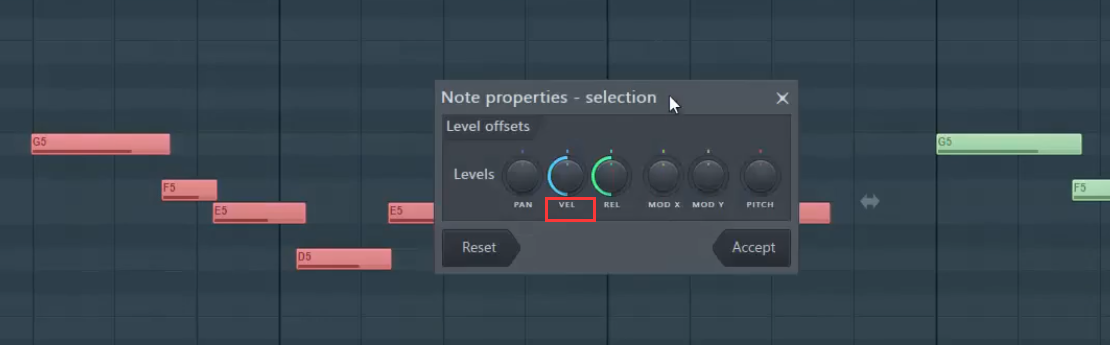 Note properties - selection
Level offsets
G5
G5
Levels
F5
F5
E5
E5
PAN VEL REL MOD X MOD Y PITCH
D5
Reset
Accept